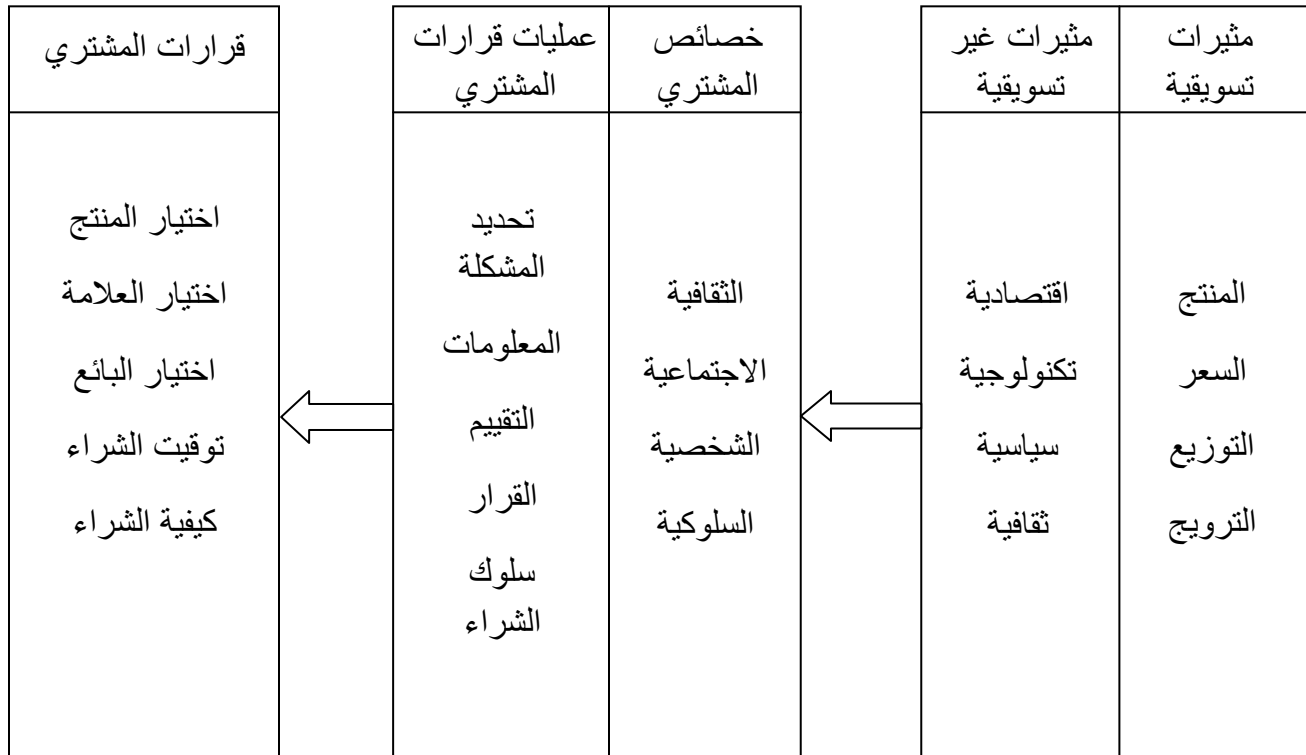 مثيرات
تسويقية
المنتج
السعر
التوزيع
الترويج
مثيرات غير
تسويقية
اقتصادية
تكنولوجية
سياسية
ثقافية
خصائص
المشتري
الثقافية
الاجتماعية
الشخصية
السلوكية
عمليات قرارات
المشتري
تحديد
المشكلة
المعلومات
التقييم
القرار
سلوك
الشراء
قرارات المشتري
اختيار المنتج
اختيار العلامة
اختيار البائع
توقيت الشراء
كيفية الشراء